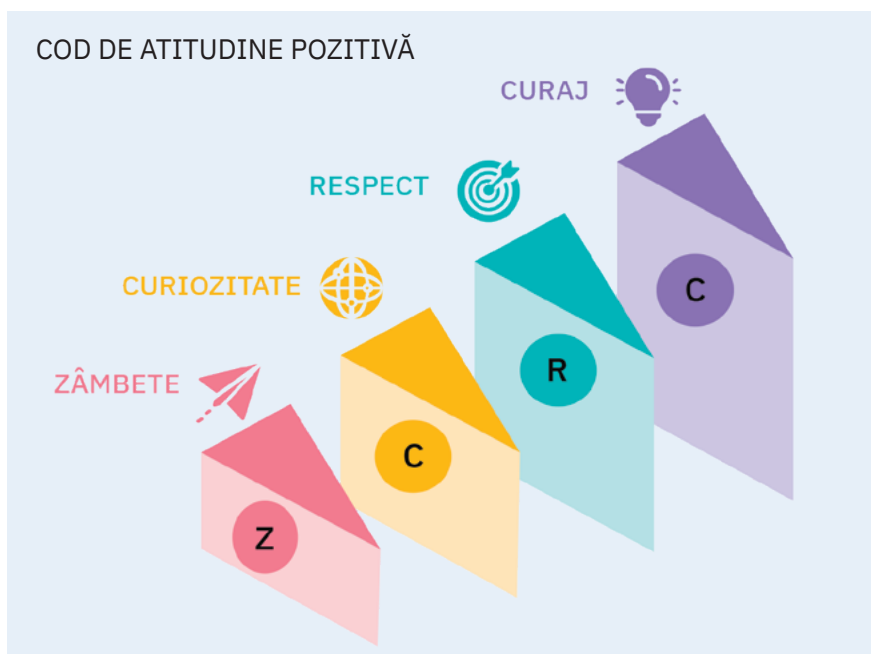 COD DE ATITUDINE POZITIVĂ
CURAJ
RESPECT
CURIOZITATE
ZÂMBETE
C
R
C
Z